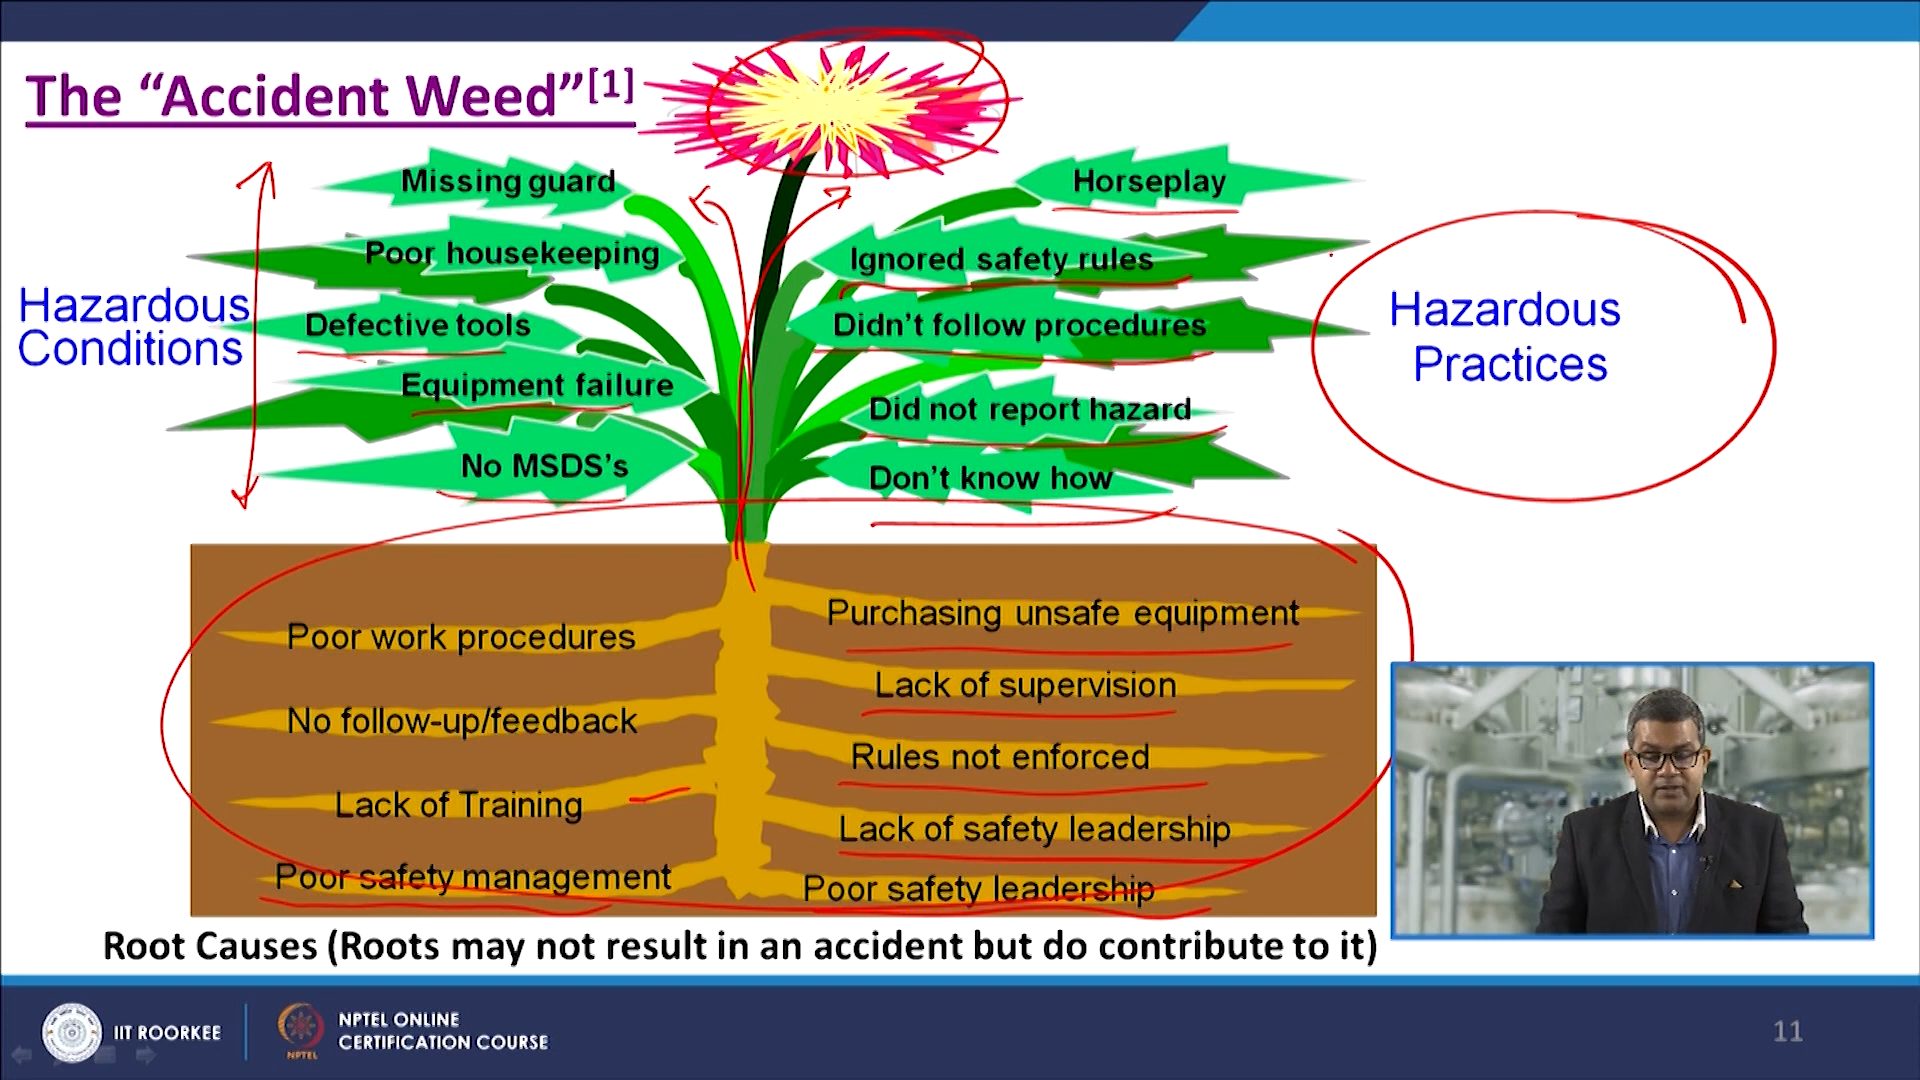 The “Accident Weed”[1]
Missing guard
Poor housekeeping
Defective tools
Equipment failure
No MSDS’s
Hazardous
Conditions
Horseplay
Ignored safety rules
Didn’t follow procedures
Did not report hazard
Don’t know how
Hazardous
Practices
Poor work procedures
No follow-up/feedback
Lack of Training
Poor safety management
Purchasing unsafe equipment
Lack of supervision
Rules not enforced
Lack of safety leadership
Poor safety leadership
Root Causes (Roots may not result in an accident but do contribute to it)
IIT ROORKEE
NPTEL
NPTEL ONLINE
CERTIFICATION COURSE
11